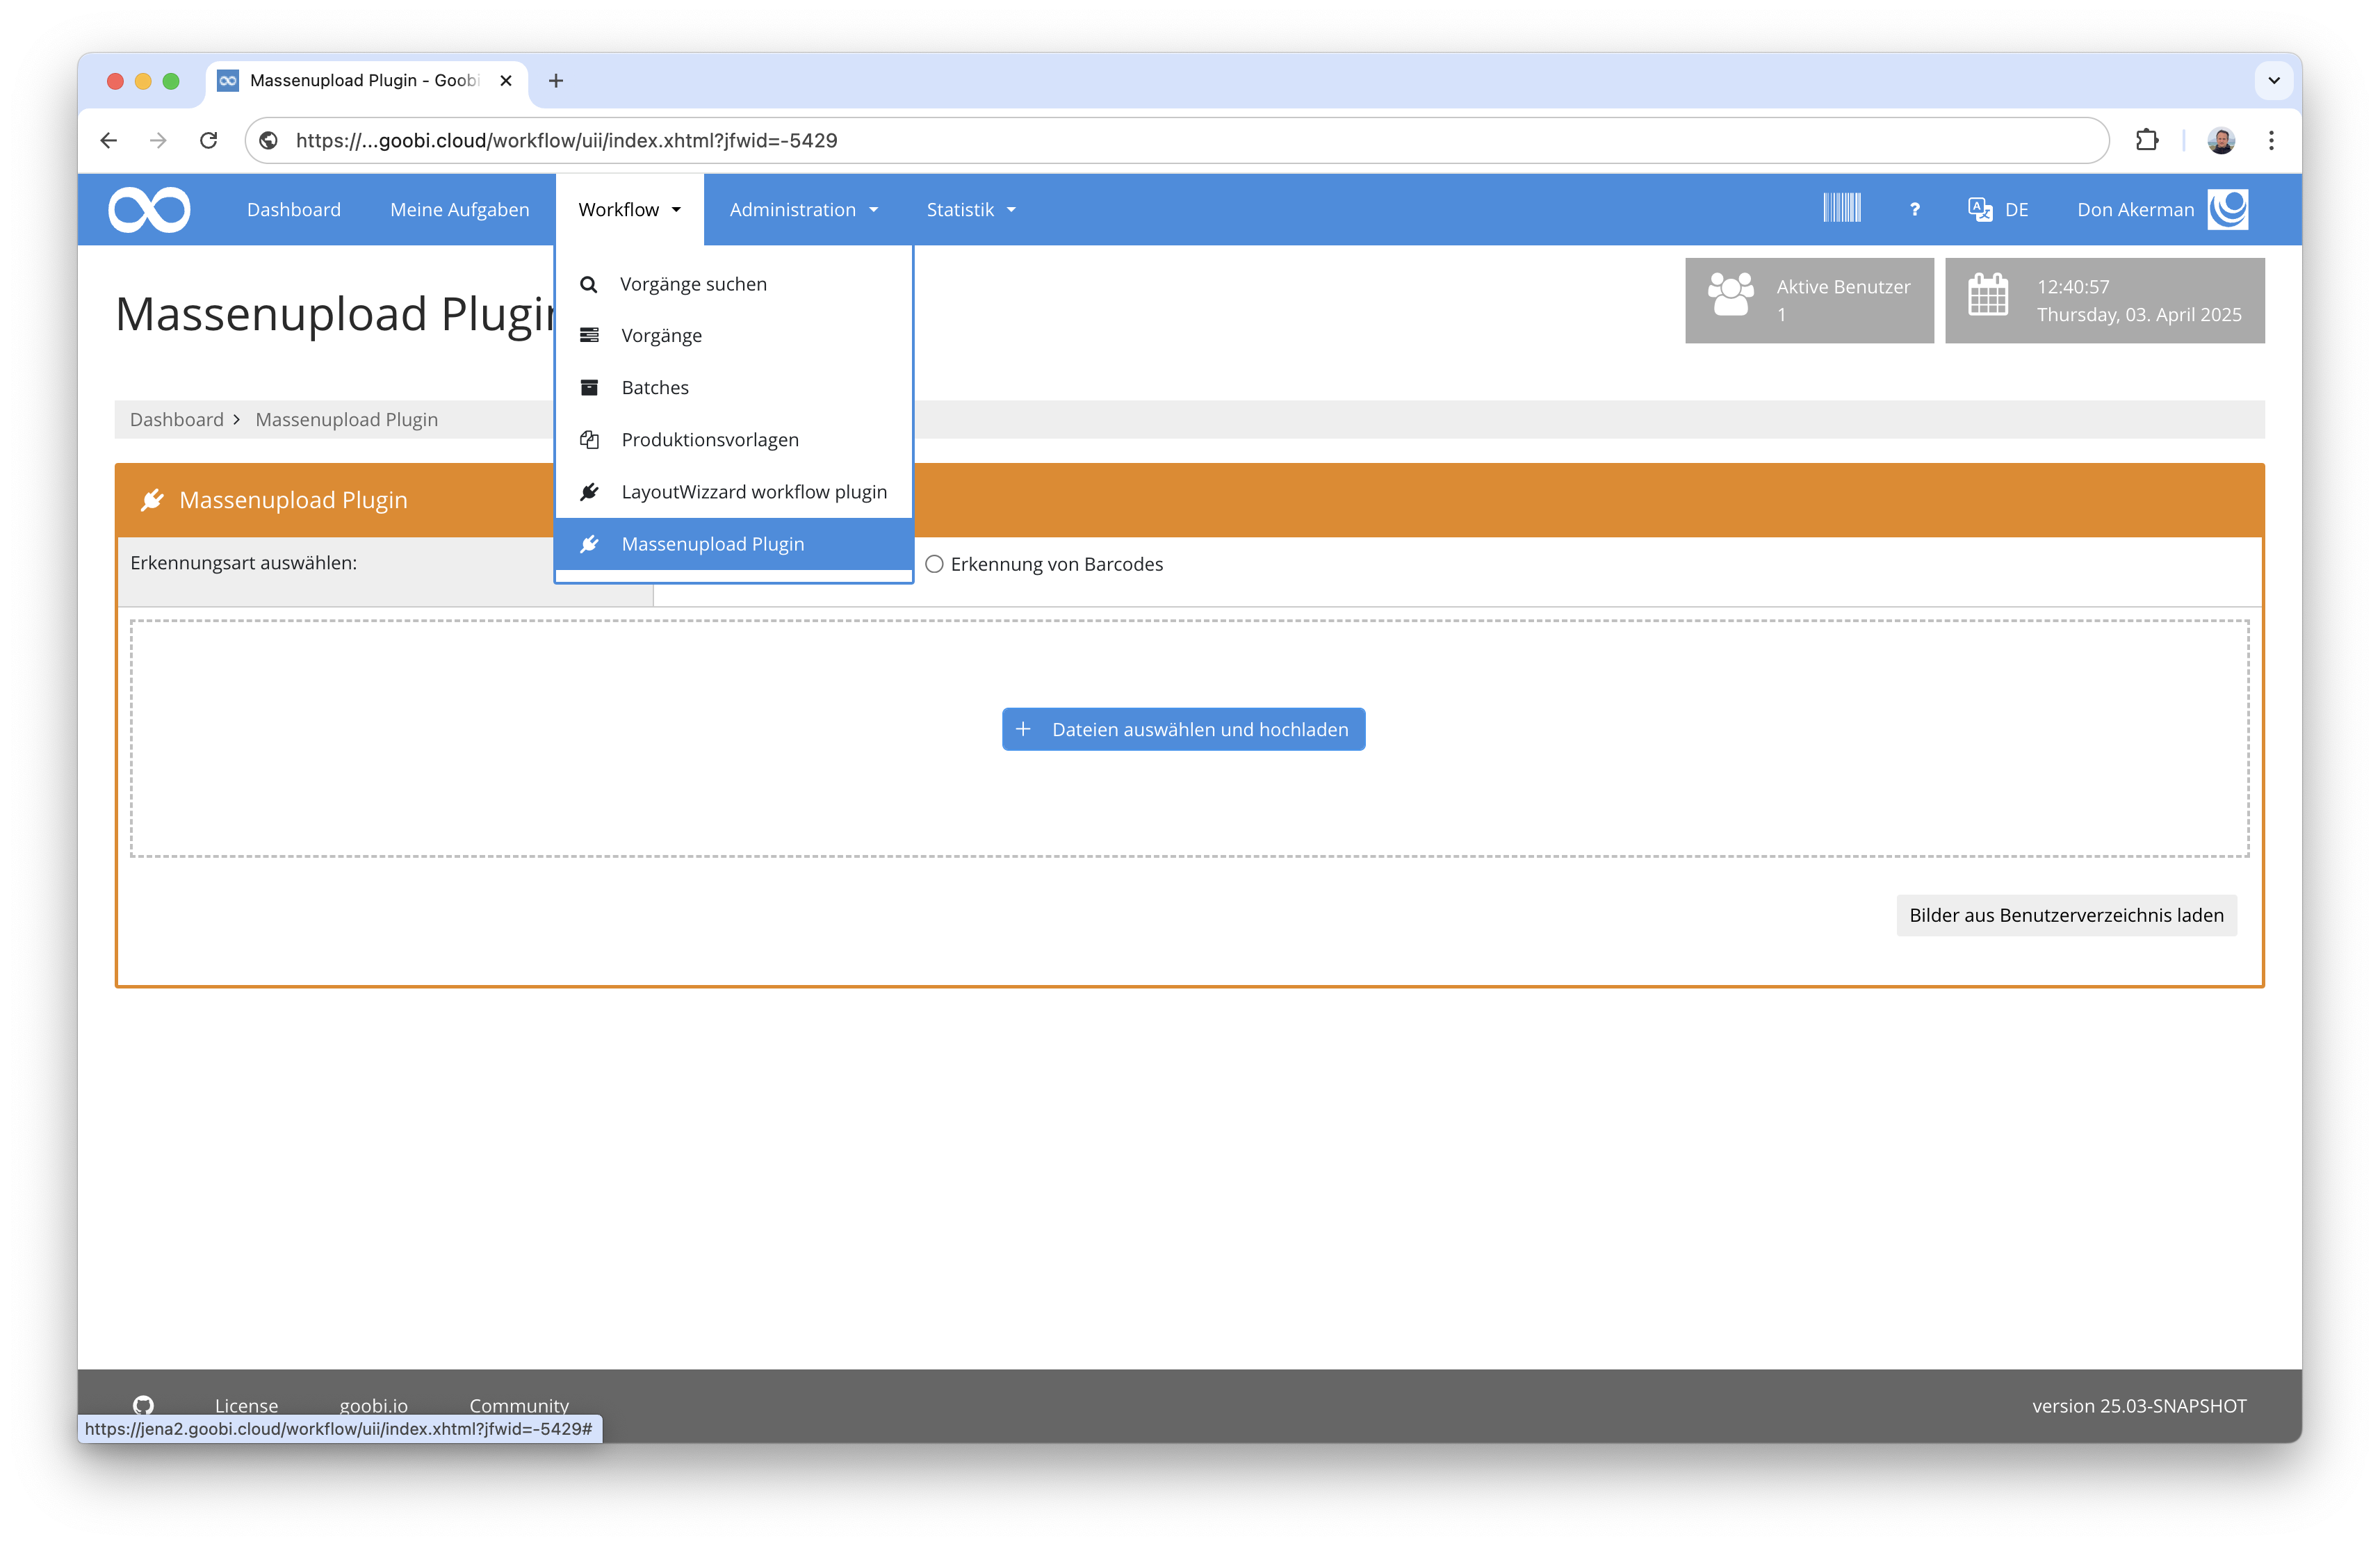 Massenupload Plugin - Goobi
https://...goobi.cloud/workflow/uii/index.xhtml?jfwid=-5429
Dashboard Meine Aufgaben Workflow Administration Statistik ? DE Don Akerman
Vorgänge suchen
Vorgänge
Batches
Produktionsvorlagen
LayoutWizzard workflow plugin
Massenupload Plugin
Massenupload Plugin
Aktive Benutzer
1
12:40:57
Thursday, 03. April 2025
Dashboard > Massenupload Plugin
Massenupload Plugin
Erkennungsart auswählen:
Erkennung von Barcodes
+ Dateien auswählen und hochladen
Bilder aus Benutzerverzeichnis laden
License goobi.io Community version 25.03-SNAPSHOT
https://jena2.goobi.cloud/workflow/uii/index.xhtml?jfwid=-5429#